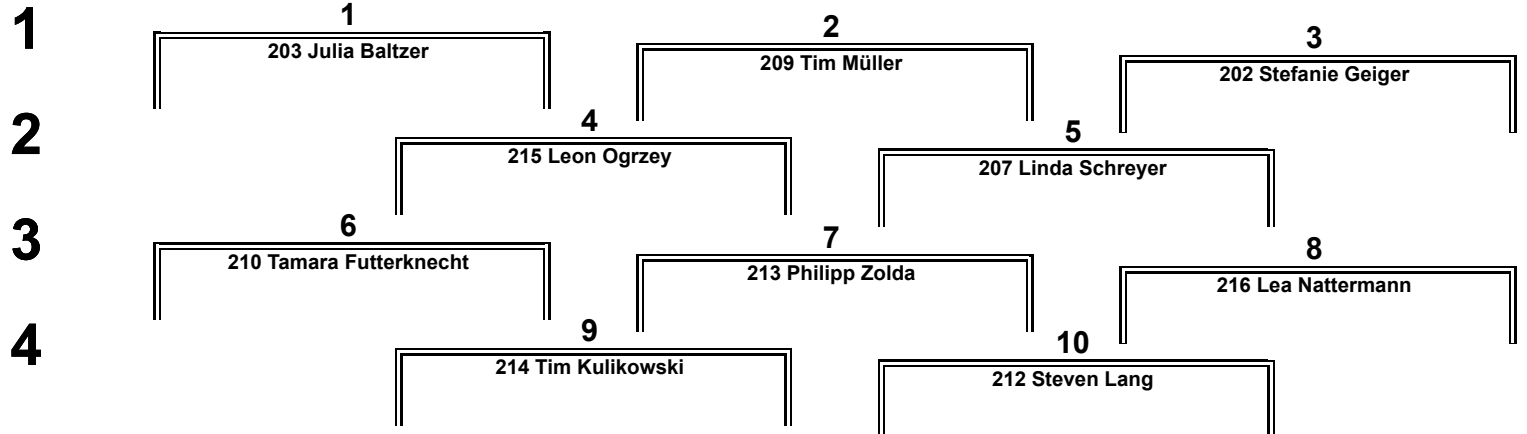 1
1
2
3
203 Julia Baltzer
209 Tim Müller
202 Stefanie Geiger
2
4
5
215 Leon Ogrzey
207 Linda Schreyer
3
6
7
8
210 Tamara Futterknecht
213 Philipp Zolda
216 Lea Nattermann
4
9
10
214 Tim Kulikowski
212 Steven Lang